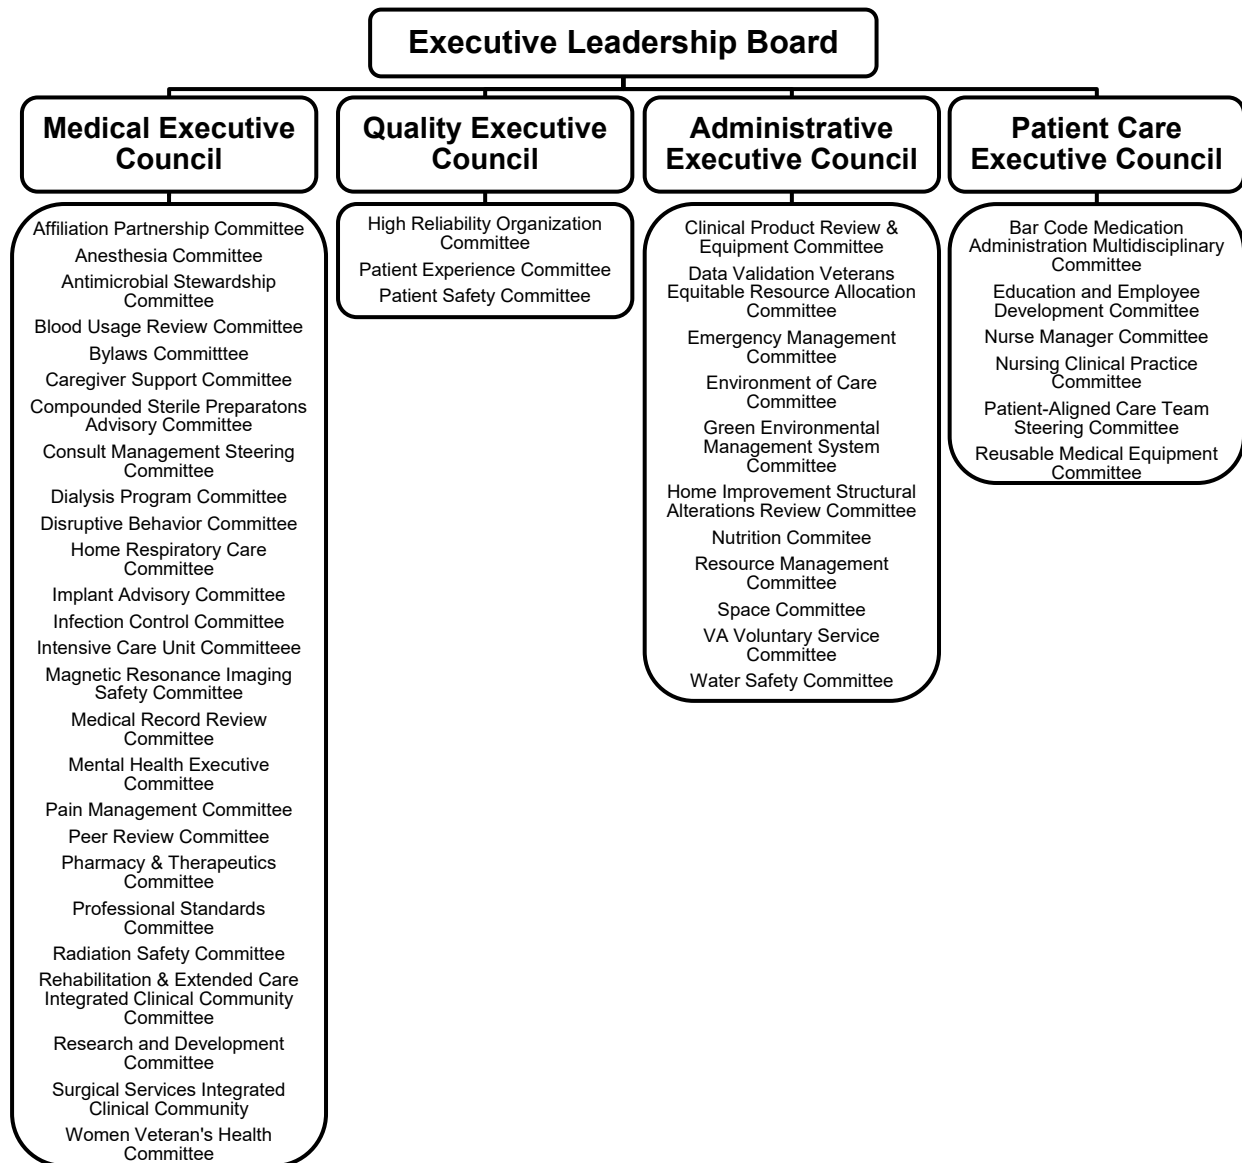 Executive Leadership Board
Medical Executive
Council
Quality Executive
Council
Administrative
Executive Council
Patient Care
Executive Council
Affiliation Partnership Committee
Anesthesia Committee
Antimicrobial Stewardship
Committee
Blood Usage Review Committee
Bylaws Committtee
Caregiver Support Committee
Compounded Sterile Preparatons
Advisory Committee
Consult Management Steering
Committee
Dialysis Program Committee
Disruptive Behavior Committee
Home Respiratory Care
Committee
Implant Advisory Committee
Infection Control Committee
Intensive Care Unit Committeee
Magnetic Resonance Imaging
Safety Committee
Medical Record Review
Committee
Mental Health Executive
Committee
Pain Management Committee
Peer Review Committee
Pharmacy & Therapeutics
Committee
Professional Standards
Committee
Radiation Safety Committee
Rehabilitation & Extended Care
Integrated Clinical Community
Committee
Research and Development
Committee
Surgical Services Integrated
Clinical Community
Women Veteran's Health
Committee
High Reliability Organization
Committee
Patient Experience Committee
Patient Safety Committee
Clinical Product Review &
Equipment Committee
Data Validation Veterans
Equitable Resource Allocation
Committee
Emergency Management
Committee
Environment of Care
Committee
Green Environmental
Management System
Committee
Home Improvement Structural
Alterations Review Committee
Nutrition Commitee
Resource Management
Committee
Space Committee
VA Voluntary Service
Committee
Water Safety Committee
Bar Code Medication
Administration Multidisciplinary
Committee
Education and Employee
Development Committee
Nurse Manager Committee
Nursing Clinical Practice
Committee
Patient-Aligned Care Team
Steering Committee
Reusable Medical Equipment
Committee